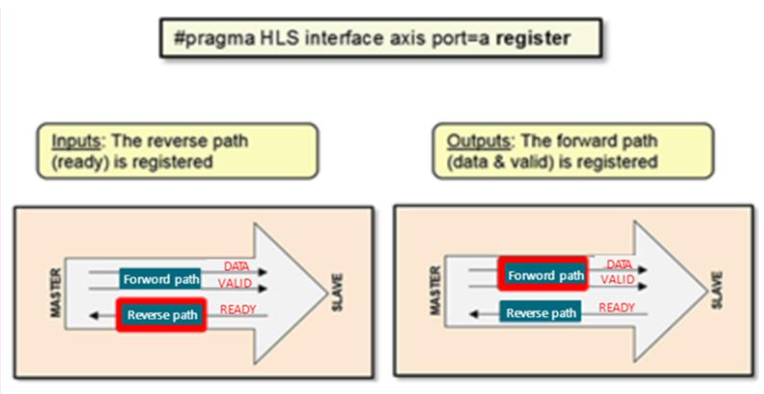 #pragma HLS interface axis port=a register
Inputs: The reverse path
(ready) is registered
Outputs: The forward path
(data & valid) is registered
MASTER
Forword path
DATA
VALID
Reverse path
READY
SLAVE
MASTER
Forword path
DATA
VALID
Reverse path
READY
SLAVE